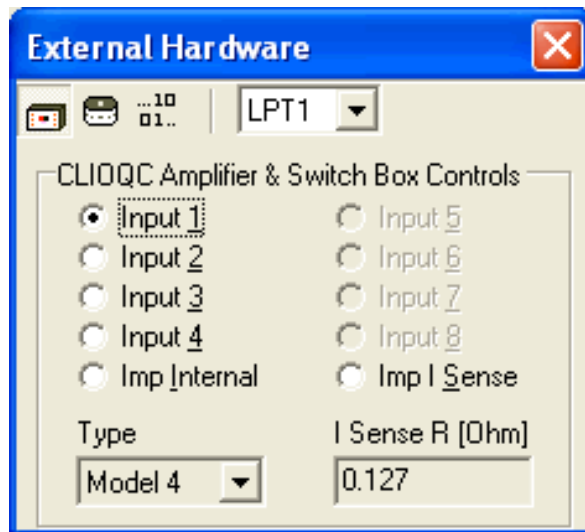 External Hardware
...10
01..
LPT1
CLIOQC Amplifier & Switch Box Controls
Input 1 Input 5
Input 2 Input 6
Input 3 Input 7
Input 4 Input 8
Imp Internal Imp I Sense
Type I Sense R [Ohm]
Model 4 0.127